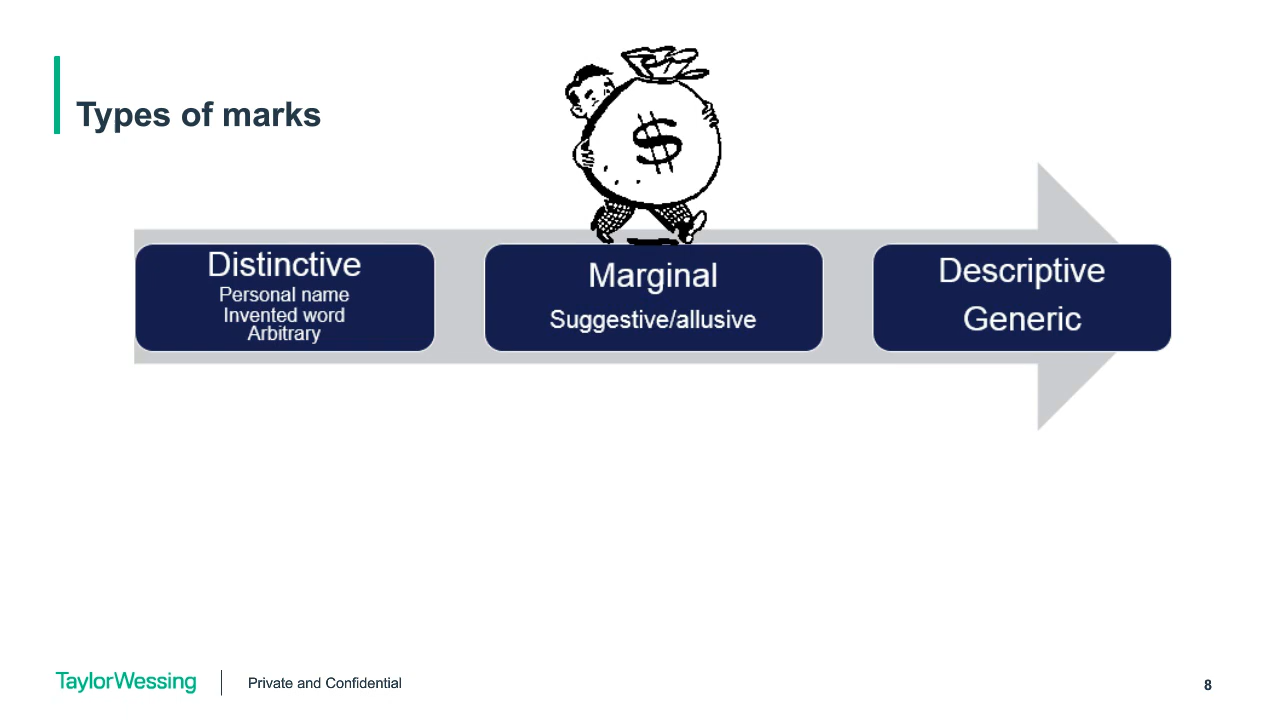 Types of marks
$
Distinctive
Personal name
Invented word
Arbitrary
Marginal
Suggestive/allusive
Descriptive
Generic
TaylorWessing
Private and Confidential
8